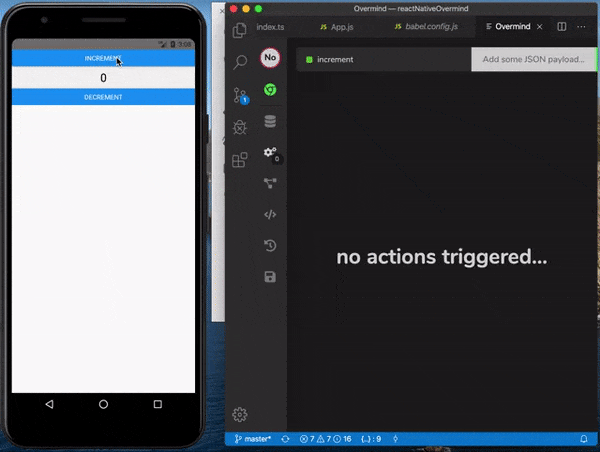 3:08
INCREMENT
0
DECREMENT
Overmind — reactNativeOvermind
index.ts
JS App.js
JS babel.config.js
Overmind
No
increment
Add some JSON payload...
1
0
no actions triggered...
master*
7 7 16
{..} : 9